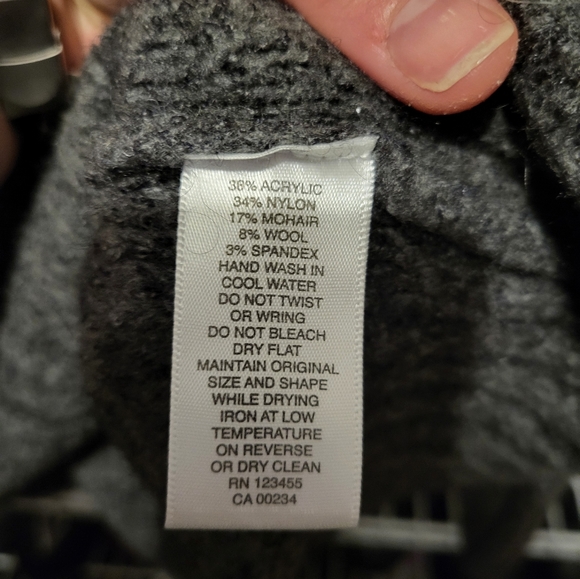 38% ACRYLIC
34% NYLON
17% MOHAIR
8% WOOL
3% SPANDEX
HAND WASH IN
COOL WATER
DO NOT TWIST
OR WRING
DO NOT BLEACH
DRY FLAT
MAINTAIN ORIGINAL
SIZE AND SHAPE
WHILE DRYING
IRON AT LOW
TEMPERATURE
ON REVERSE
OR DRY CLEAN
RN 123455
CA 00234